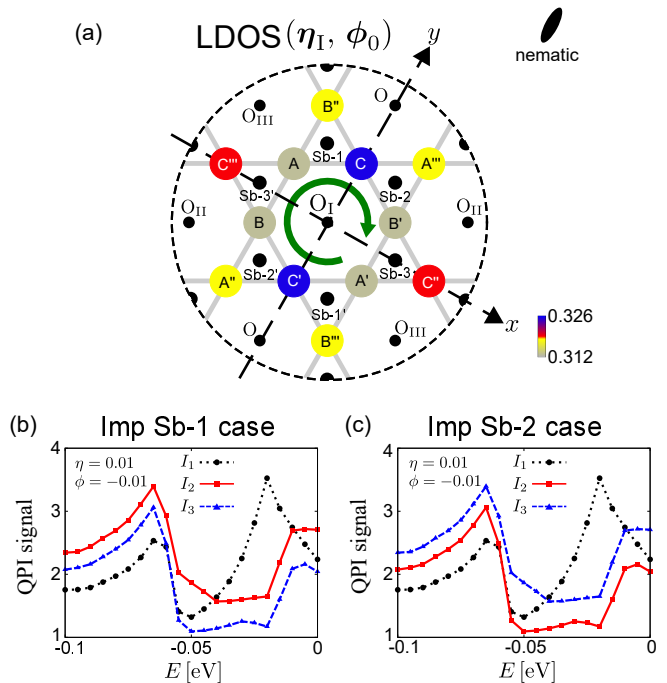 (a)
LDOS(η_I, ϕ_0)
y
nematic
B"
O
O_III
A
Sb-1
C
C'''
A'''
Sb-3'
Sb-2
O_II
B
O_I
B'
O_II
A"
Sb-2'
C'
A'
Sb-3
C"
Sb-1'
x
O
B'''
O_III
0.326
0.312
(b)
Imp Sb-1 case
4
3
2
1
QPI signal
η = 0.01
ϕ = −0.01
I_1
I_2
I_3
-0.1
-0.05
0
E [eV]
(c)
Imp Sb-2 case
4
3
2
1
QPI signal
η = 0.01
ϕ = −0.01
I_1
I_2
I_3
-0.1
-0.05
0
E [eV]